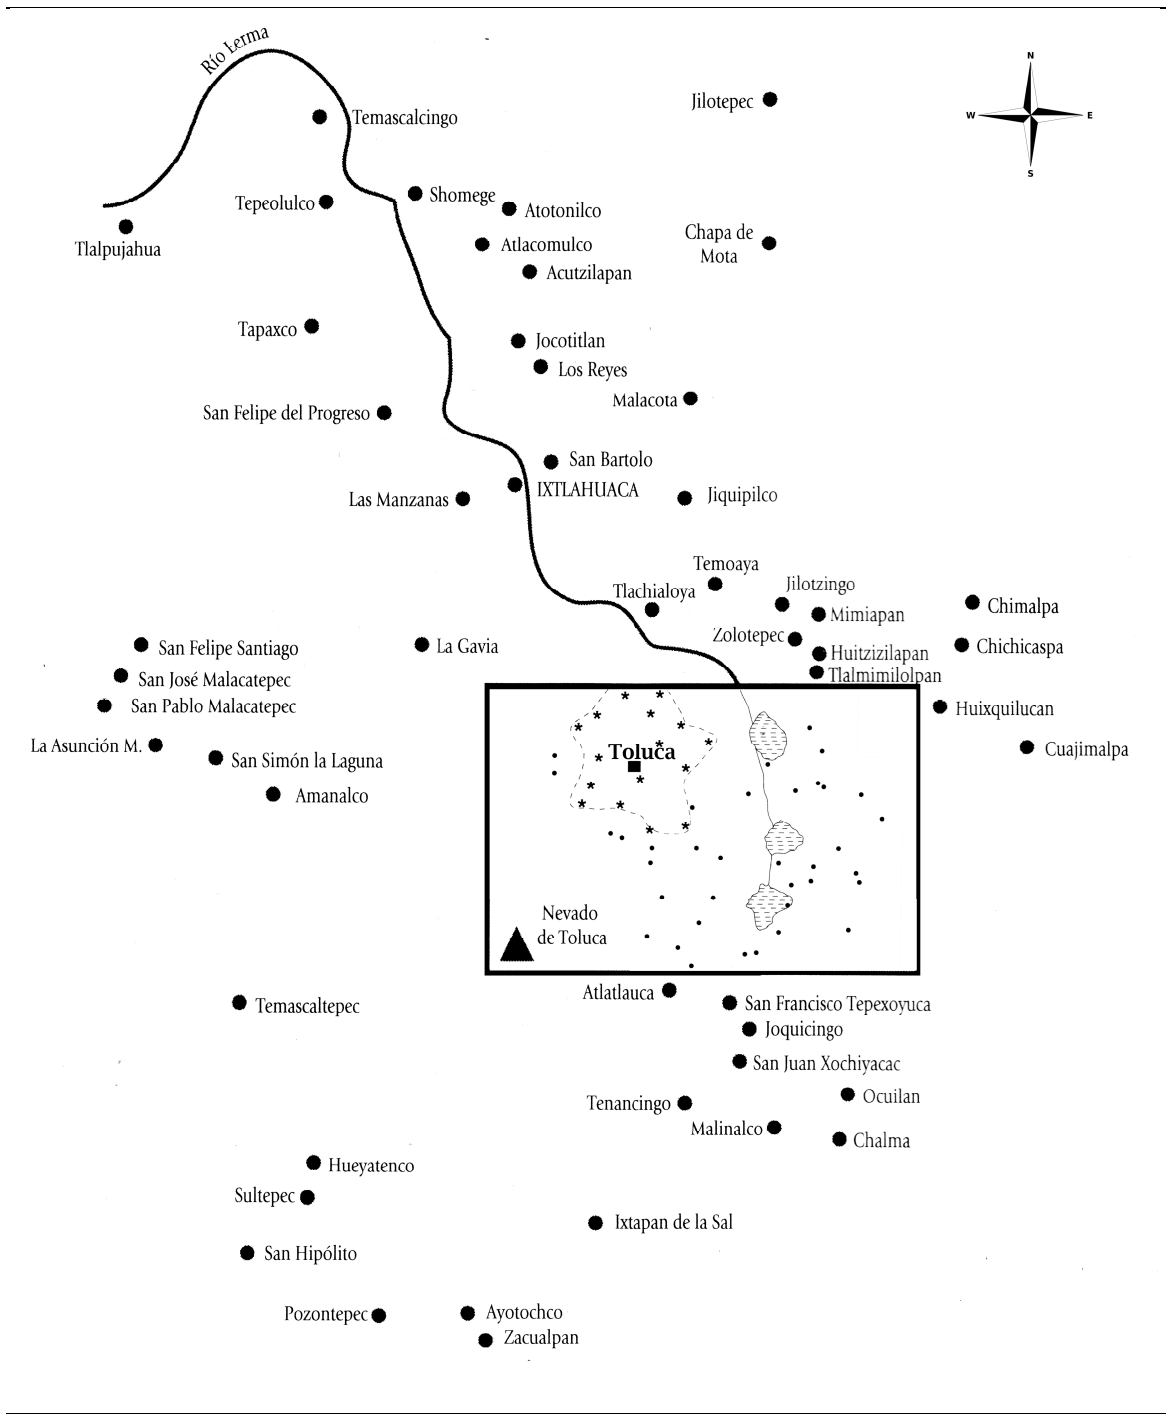 Río Lerma
N
W
E
S
Jilotepec
Temascalcingo
Shomege
Tepeolulco
Atotonilco
Tlalpujahua
Atlacomulco
Chapa de
Mota
Acutzilapan
Tapaxco
Jocotitlan
Los Reyes
Malacota
San Felipe del Progreso
San Bartolo
IXTLAHUACA
Las Manzanas
Jiquipilco
Temoaya
Tlachialoya
Jilotzingo
Mimiapan
Chimalpa
Zolotepec
San Felipe Santiago
La Gavia
Huitzizilapan
Chichicaspa
San José Malacatepec
Tlalmimilolpan
San Pablo Malacatepec
Huixquilucan
La Asunción M.
San Simón la Laguna
Toluca
Cuajimalpa
Amanalco
Nevado
de Toluca
Atlatlauca
Temascaltepec
San Francisco Tepexoyuca
Joquicingo
San Juan Xochiyacac
Ocuilan
Tenancingo
Malinalco
Chalma
Hueyatenco
Sultepec
Ixtapan de la Sal
San Hipólito
Pozontepec
Ayotochco
Zacualpan